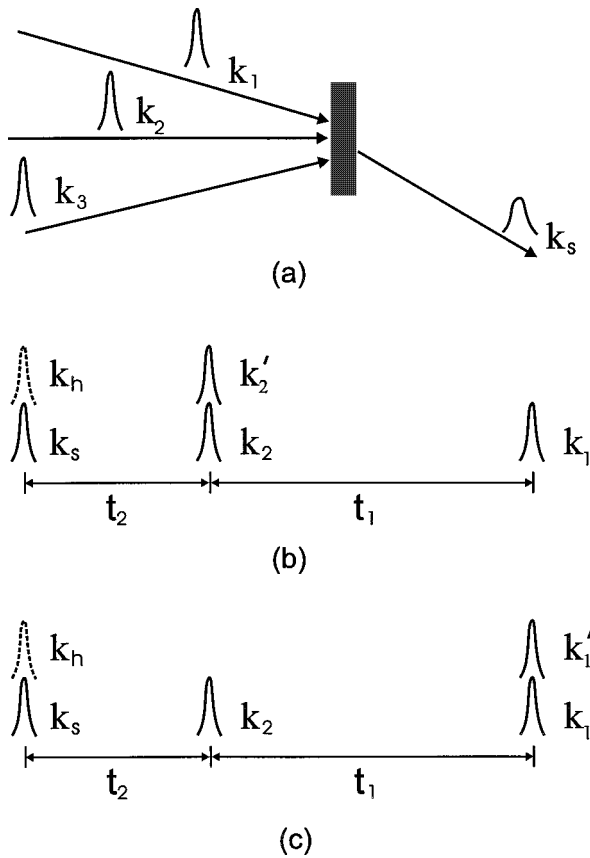 k₁
k₂
k₃
kₛ
(a)
kₕ k₂′
kₛ k₂ k₁
t₂ t₁
(b)
kₕ k₁′
kₛ k₂ k₁
t₂ t₁
(c)